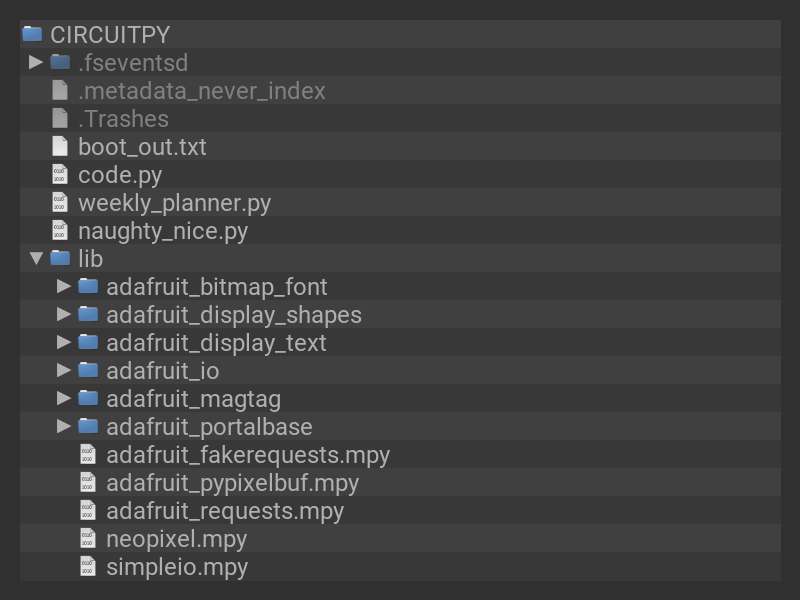 CIRCUITPY
.fseventsd
.metadata_never_index
.Trashes
boot_out.txt
code.py
weekly_planner.py
naughty_nice.py
lib
adafruit_bitmap_font
adafruit_display_shapes
adafruit_display_text
adafruit_io
adafruit_magtag
adafruit_portalbase
adafruit_fakerequests.mpy
adafruit_pypixelbuf.mpy
adafruit_requests.mpy
neopixel.mpy
simpleio.mpy